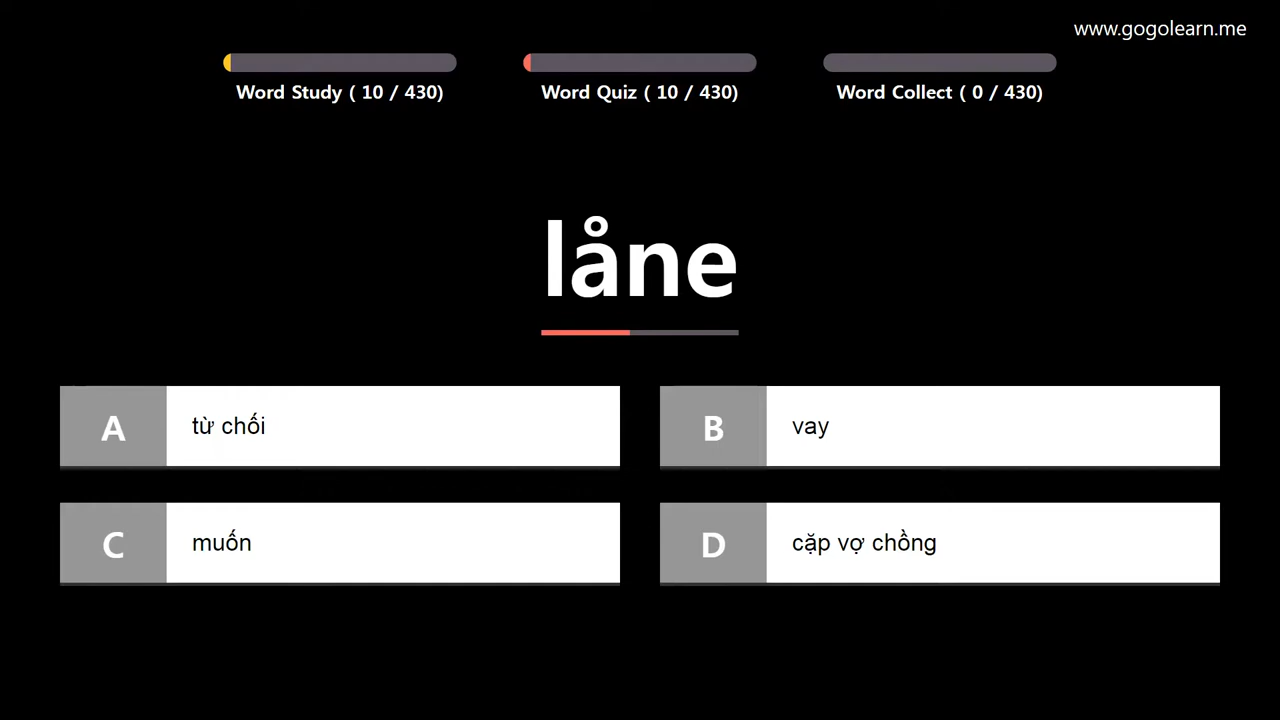 www.gogolearn.me
Word Study ( 10 / 430)
Word Quiz ( 10 / 430)
Word Collect ( 0 / 430)
låne
A
từ chối
B
vay
C
muốn
D
cặp vợ chồng